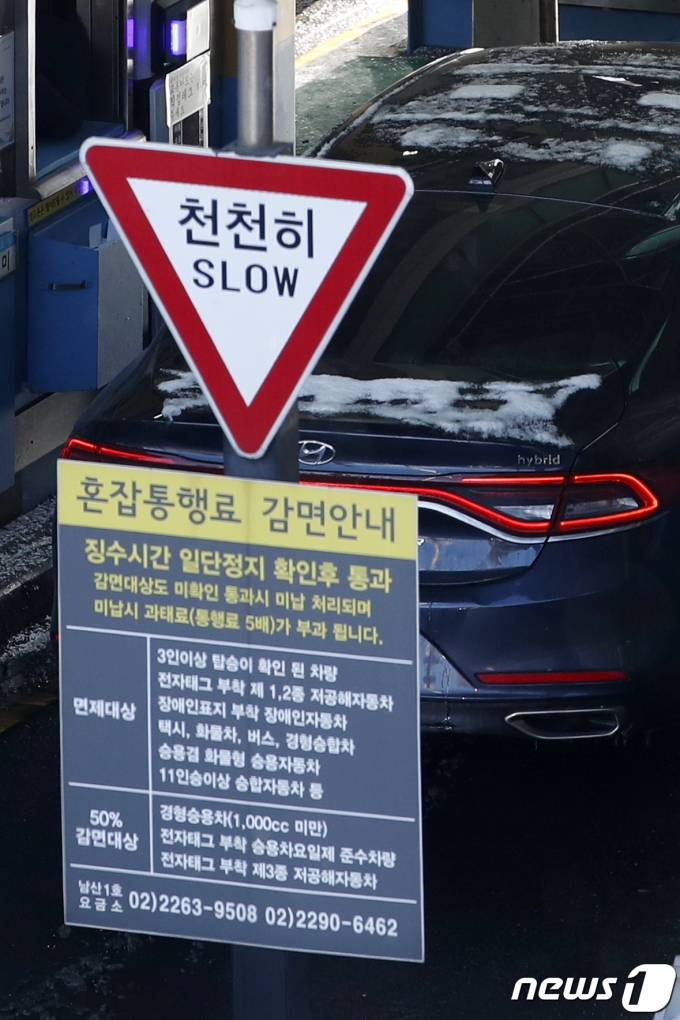 천천히
SLOW
hybrid
혼잡통행료 감면안내
징수시간 일단정지 확인후 통과
감면대상도 미확인 통과시 미납 처리되며
미납시 과태료(통행료 5배)가 부과 됩니다.
면제대상
3인이상 탑승이 확인 된 차량
전자태그 부착 제 1,2종 저공해자동차
장애인표지 부착 장애인자동차
택시, 화물차, 버스, 경형승합차
승용겸 화물형 승용자동차
11인승이상 승합자동차 등
50%
감면대상
경형승용차(1,000cc 미만)
전자태그 부착 승용차요일제 준수차량
전자태그 부착 제3종 저공해자동차
남산1호
요금소
02)2263-9508 02)2290-6462
news1